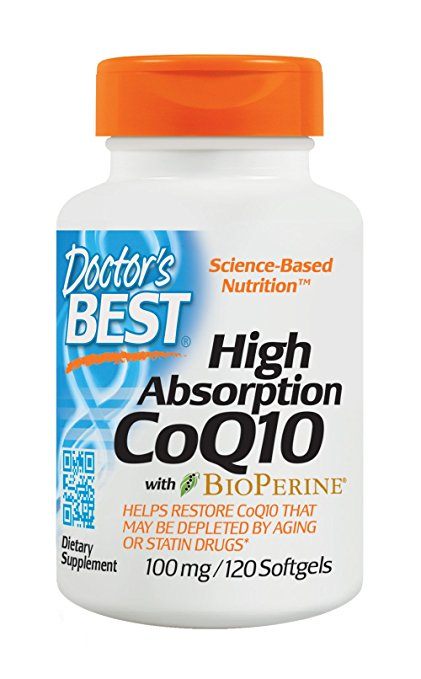 Doctor's
BEST®
Science-Based
Nutrition™
High
Absorption
CoQ10
with BIOPERINE®
HELPS RESTORE CoQ10 THAT
MAY BE DEPLETED BY AGING
OR STATIN DRUGS*
Dietary
Supplement
100 mg / 120 Softgels